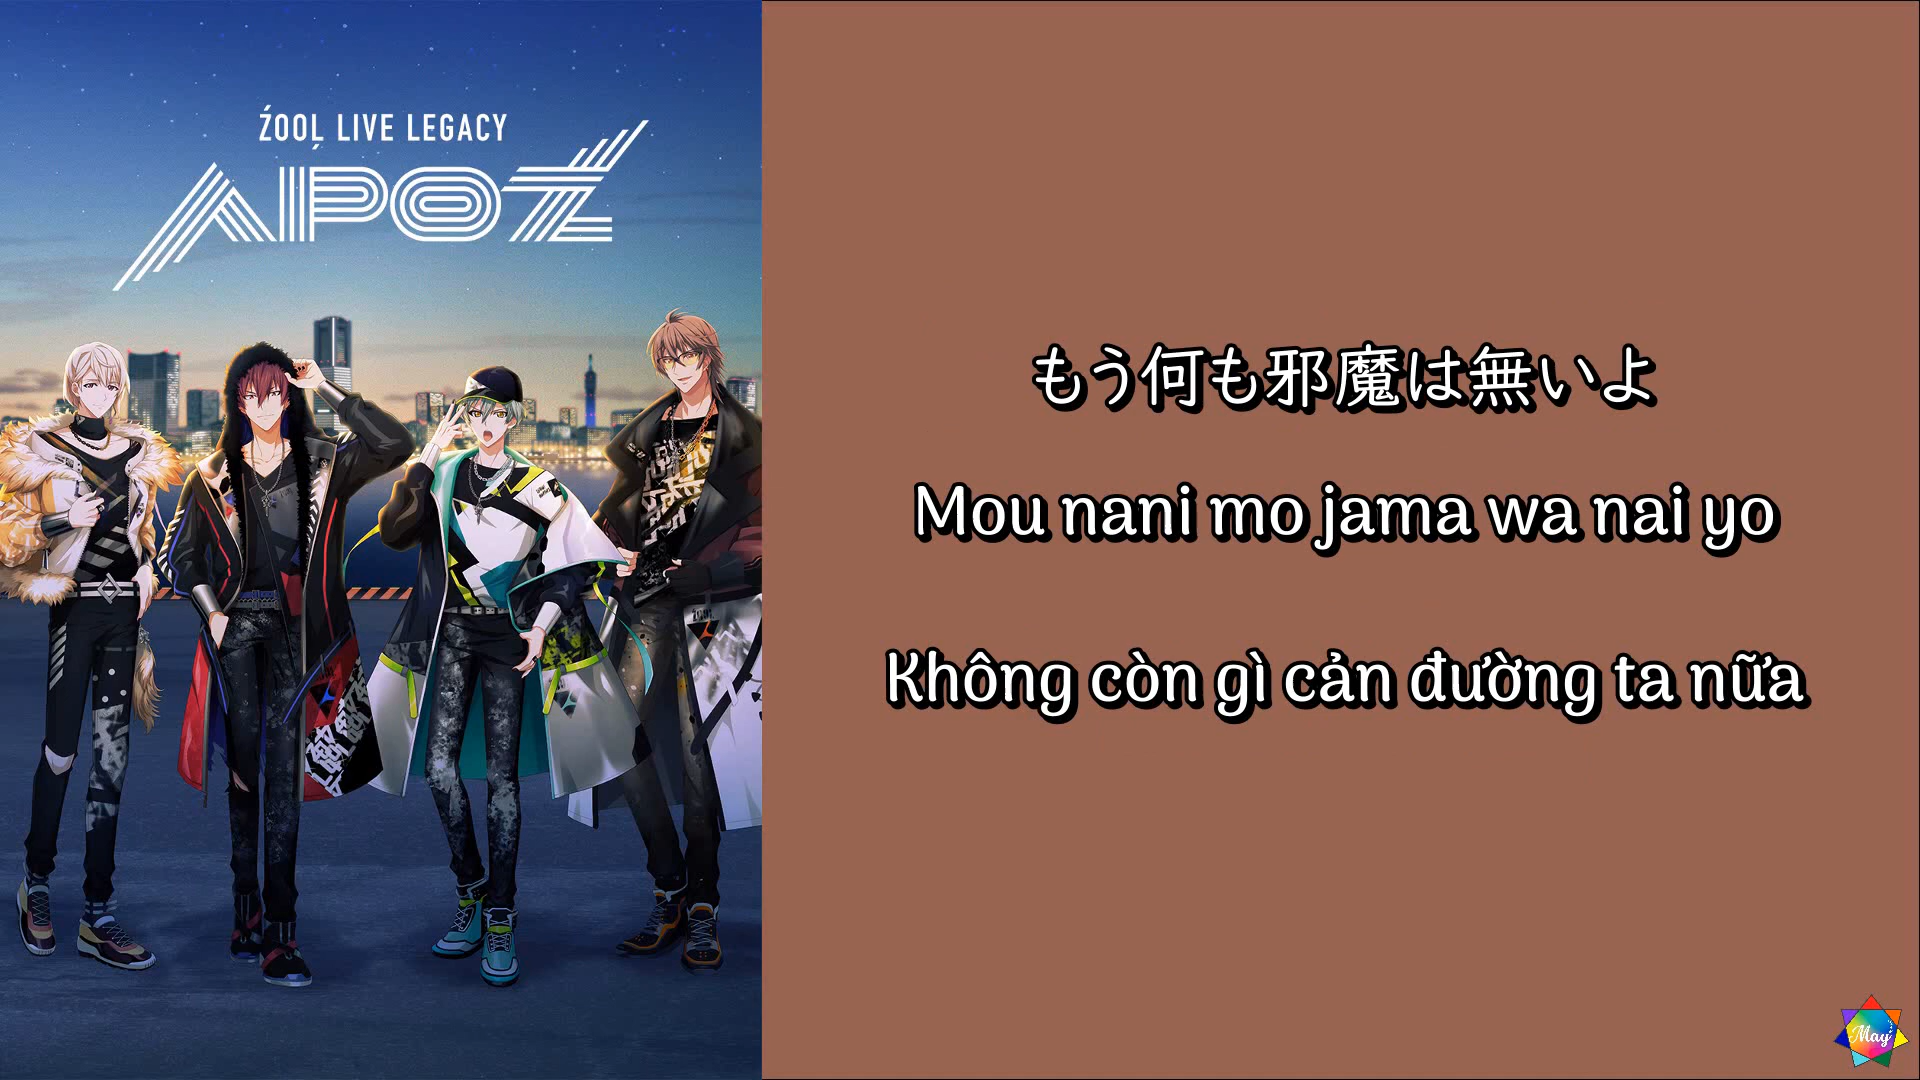 ŹOOĻ LIVE LEGACY
APOŹ
もう何も邪魔は無いよ
Mou nani mo jama wa nai yo
Không còn gì cản đường ta nữa
May